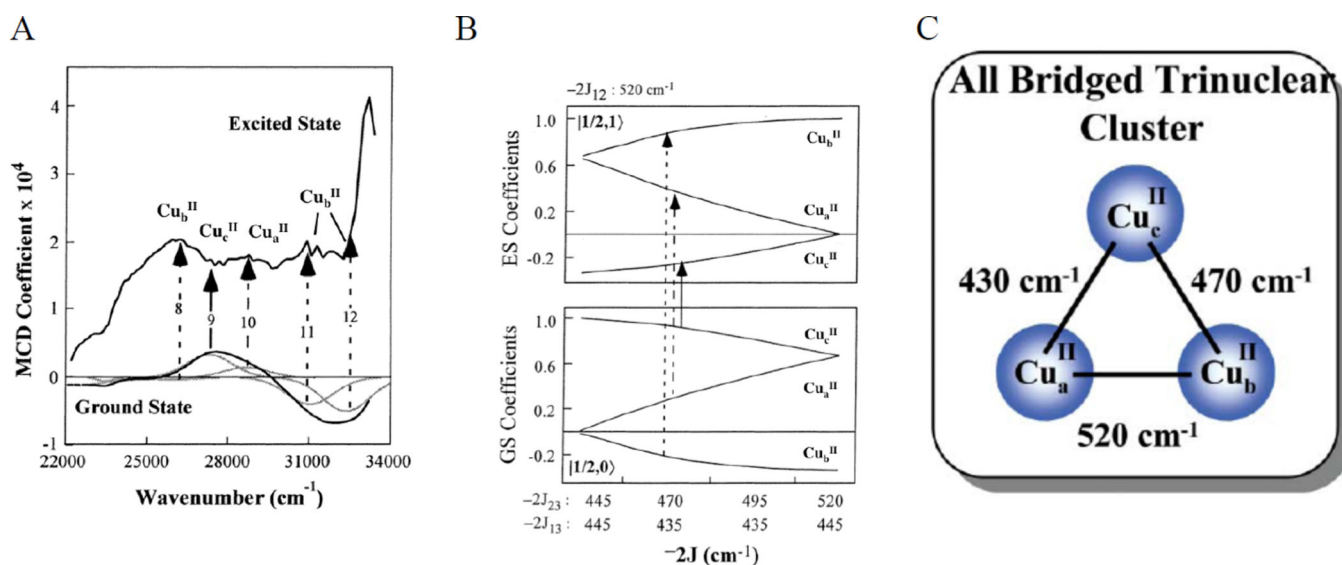 A
MCD Coefficient x 10⁴
4
3
2
1
0
-1
Excited State
Cu_b^II
Cu_c^II
Cu_a^II
Cu_b^II
8
9
10
11
12
Ground State
22000 25000 28000 31000 34000
Wavenumber (cm⁻¹)
B
−2J₁₂ : 520 cm⁻¹
ES Coefficients
1.0
0.6
0.2
-0.2
|1/2,1⟩
Cu_b^II
Cu_a^II
Cu_c^II
GS Coefficients
1.0
0.6
0.2
-0.2
Cu_c^II
Cu_a^II
Cu_b^II
|1/2,0⟩
−2J₂₃ : 445 470 495 520
−2J₁₃ : 445 435 435 445
−2J (cm⁻¹)
C
All Bridged Trinuclear
Cluster
Cu_c^II
430 cm⁻¹
470 cm⁻¹
Cu_a^II
Cu_b^II
520 cm⁻¹